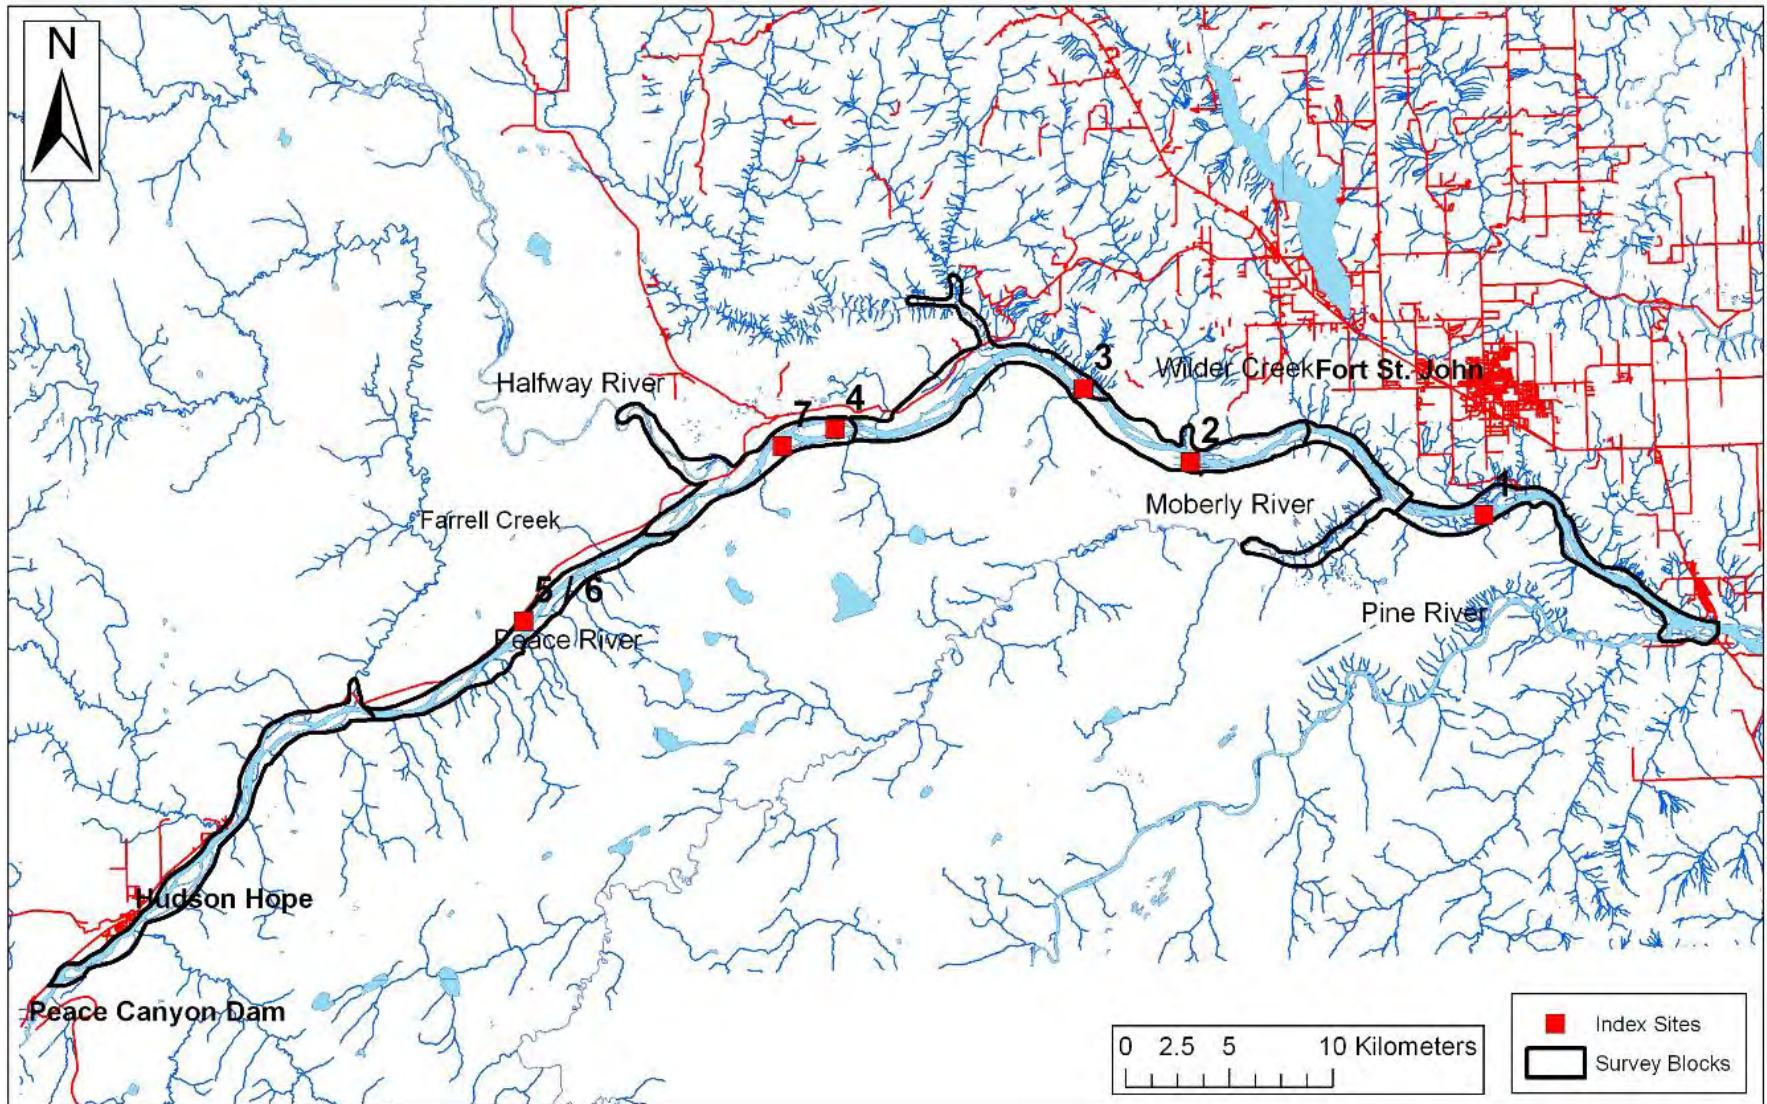 N
3
Wilder Creek
Fort St. John
Halfway River
4
7
2
1
Moberly River
Farrell Creek
5 / 6
Pine River
Peace River
Hudson Hope
Peace Canyon Dam
0 2.5 5 10 Kilometers
Index Sites
Survey Blocks